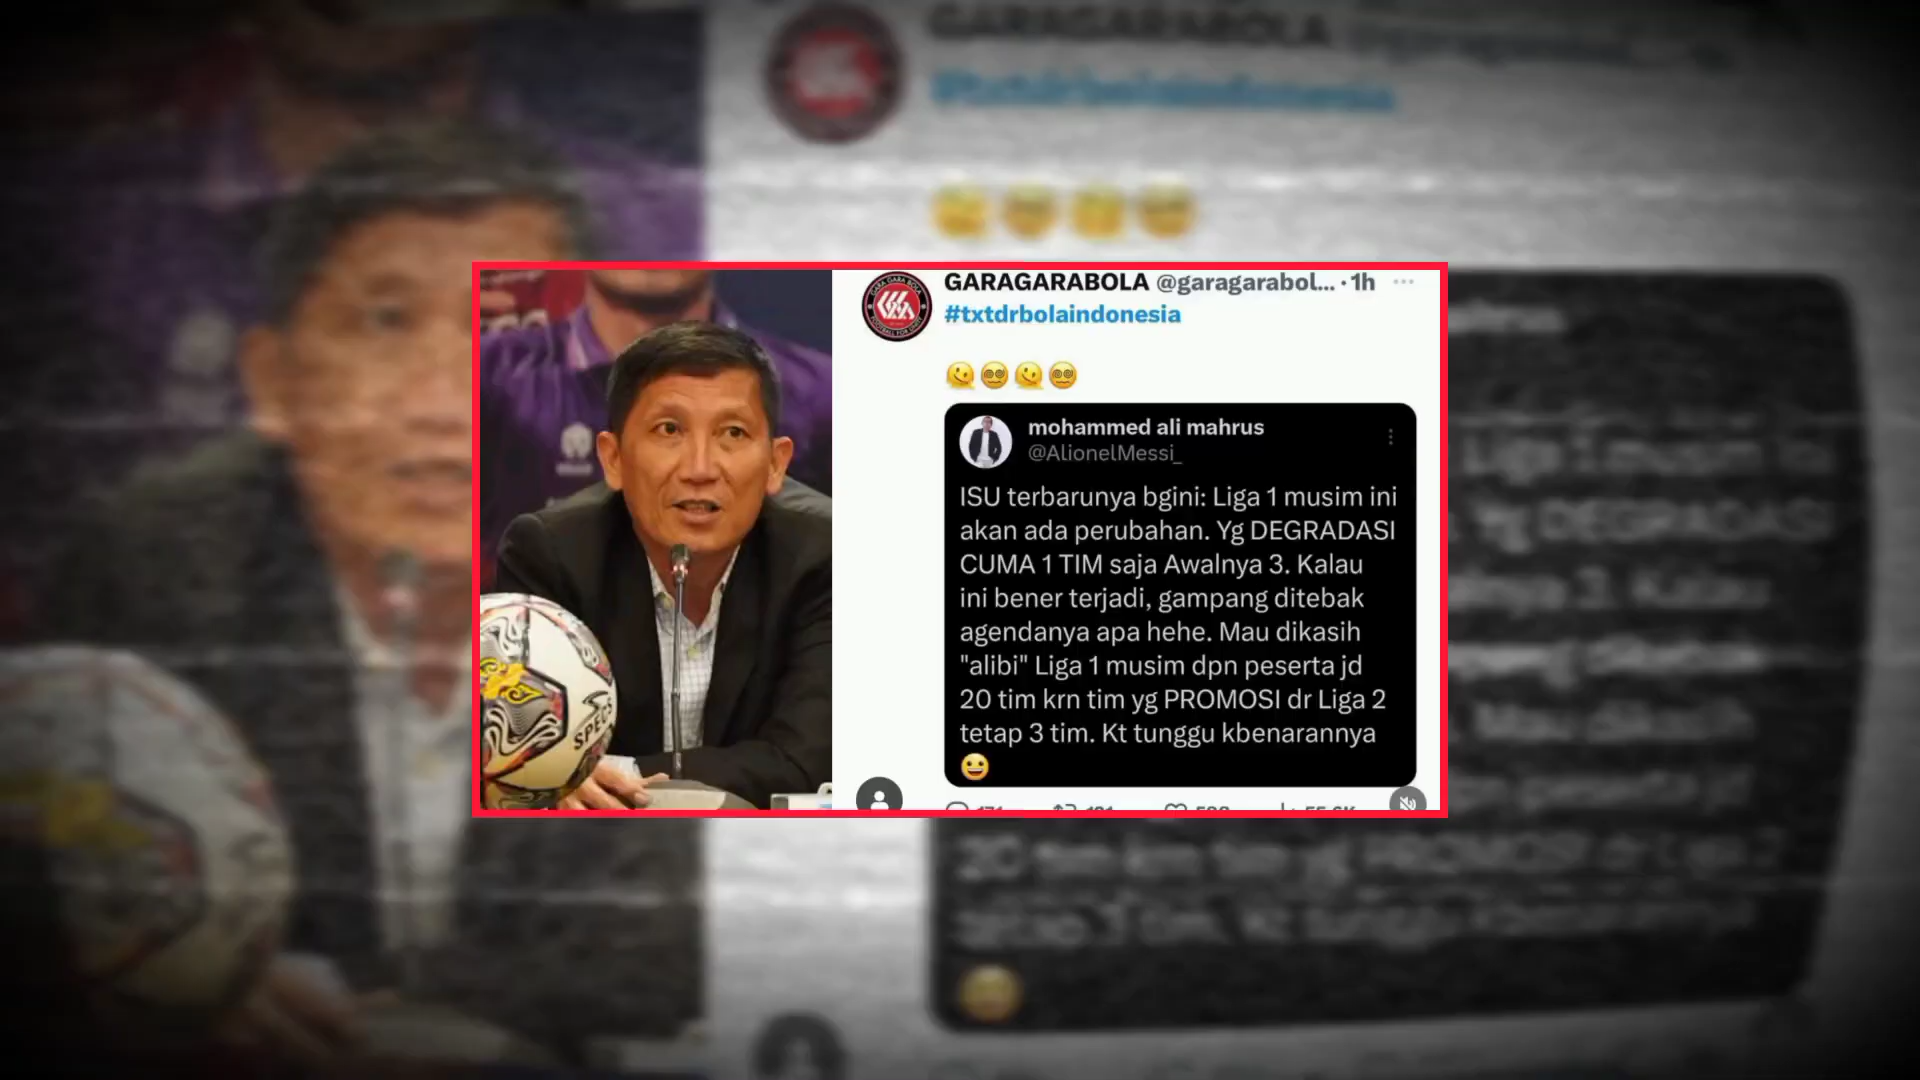 GARAGARABOLA @garagarabol... · 1h
#txtdrbolaindonesia
mohammed ali mahrus
@AlionelMessi_
ISU terbarunya bgini: Liga 1 musim ini
akan ada perubahan. Yg DEGRADASI
CUMA 1 TIM saja Awalnya 3. Kalau
ini bener terjadi, gampang ditebak
agendanya apa hehe. Mau dikasih
"alibi" Liga 1 musim dpn peserta jd
20 tim krn tim yg PROMOSI dr Liga 2
tetap 3 tim. Kt tunggu kbenarannya
SPECS